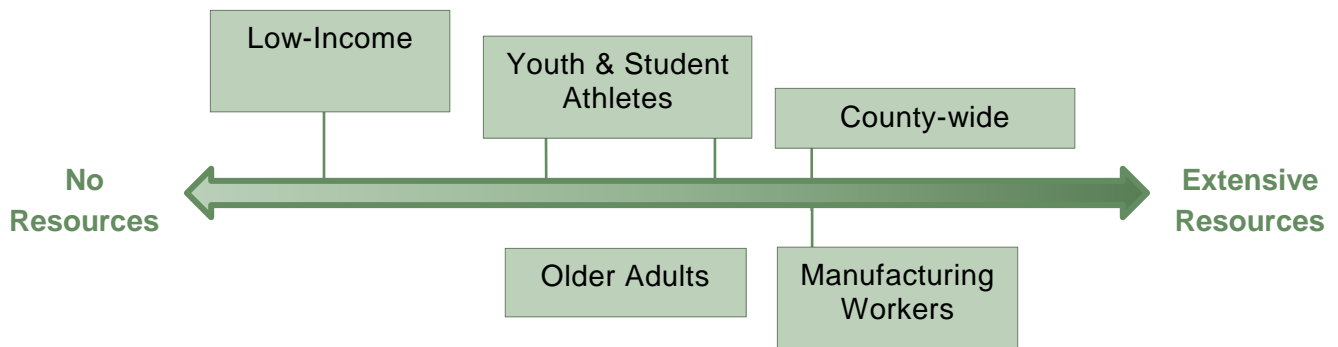 Low-Income
Youth & Student
Athletes
County-wide
No
Resources
Extensive
Resources
Older Adults
Manufacturing
Workers